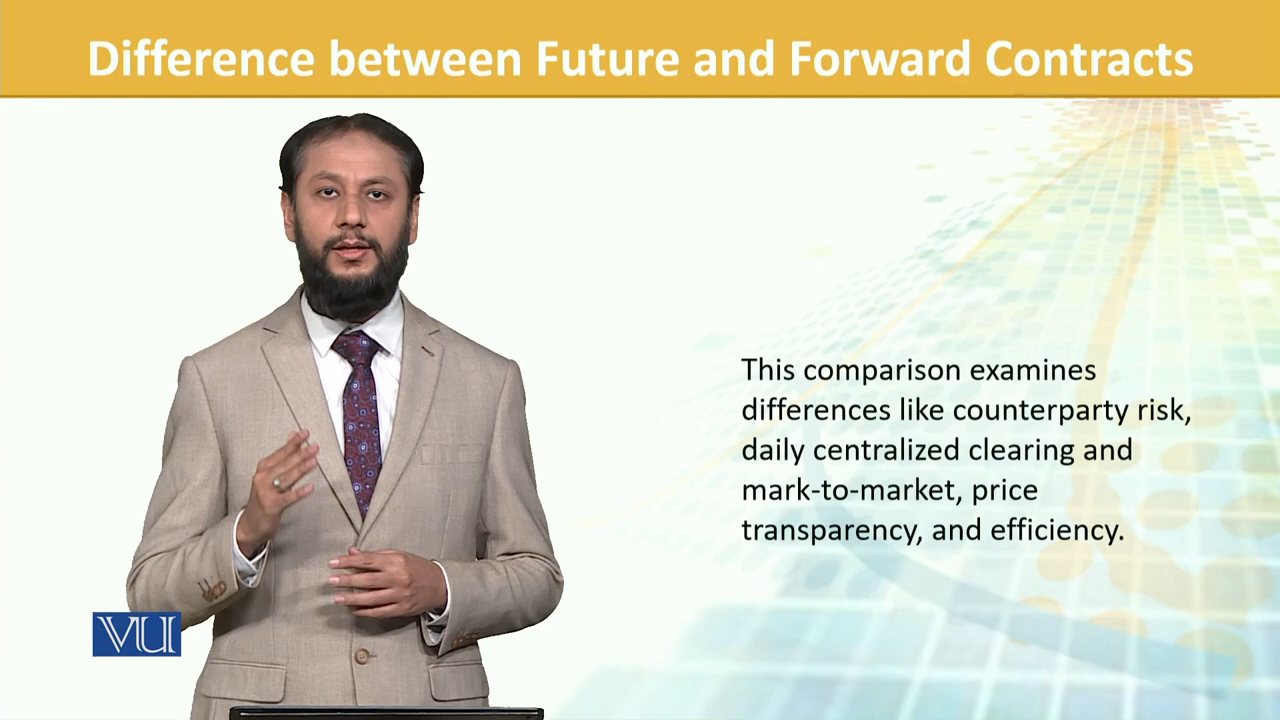 Difference between Future and Forward Contracts
This comparison examines
differences like counterparty risk,
daily centralized clearing and
mark-to-market, price
transparency, and efficiency.
VU